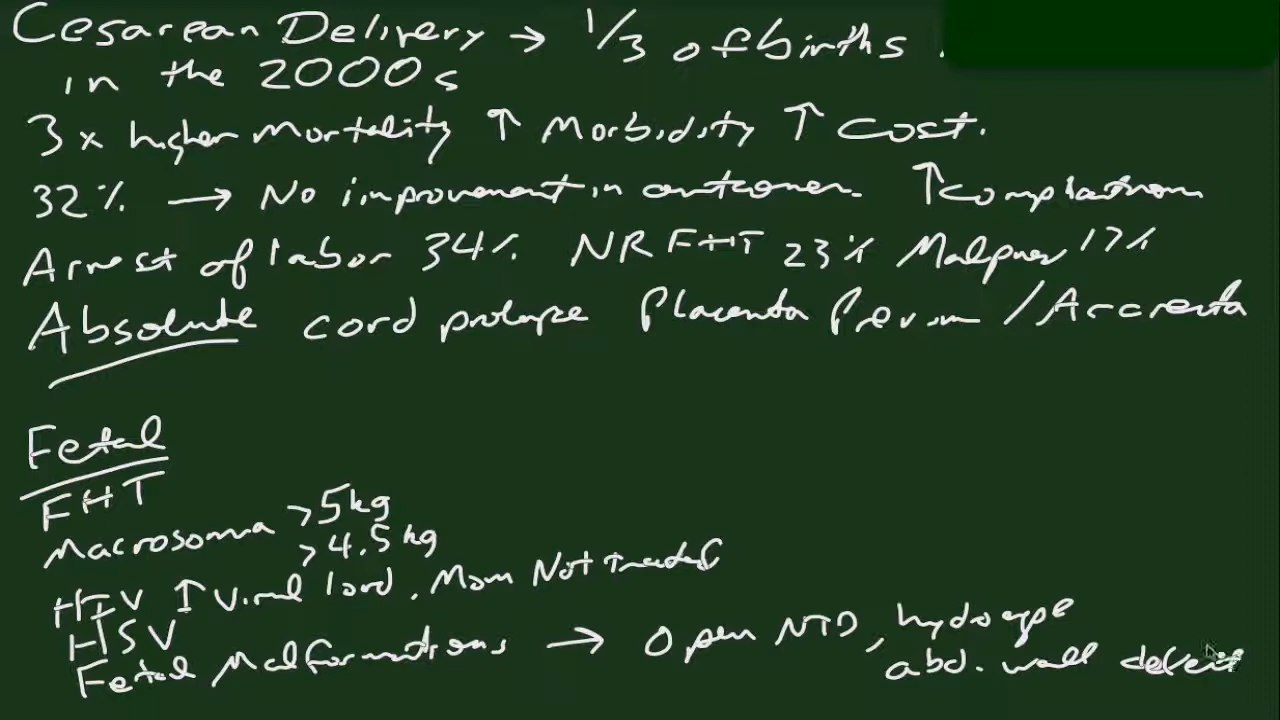 Cesarean Delivery → 1/3 of births
in the 2000s
3x higher Mortality ↑ Morbidity ↑ Cost.
32% → No improvement in outcomes. ↑ Complications
Arrest of labor 34% NRFHT 23% Malpres 17%
Absolute cord prolapse Placenta Previa / Accreta
Fetal
FHT
Macrosomia >5kg
>4.5kg
HIV ↑ Viral load, Mom Not Treated
HSV
Fetal Malformations → Open NTD, hydoceph
abd. wall defect